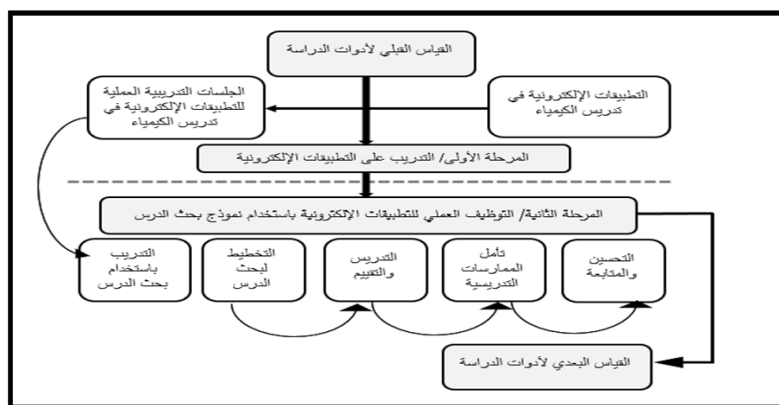 القياس القبلي لأدوات الدراسة
التطبيقات الإلكترونية في
تدريس الكيمياء
الجلسات التدريبية العملية
للتطبيقات الإلكترونية في
تدريس الكيمياء
المرحلة الأولى/ التدريب على التطبيقات الإلكترونية
المرحلة الثانية/ التوظيف العملي للتطبيقات الإلكترونية باستخدام نموذج بحث الدرس
التدريب
باستخدام
بحث الدرس
التخطيط
لبحث
الدرس
التدريس
والتقييم
تأمل
الممارسات
التدريسية
التحسين
والمتابعة
القياس البعدي لأدوات الدراسة